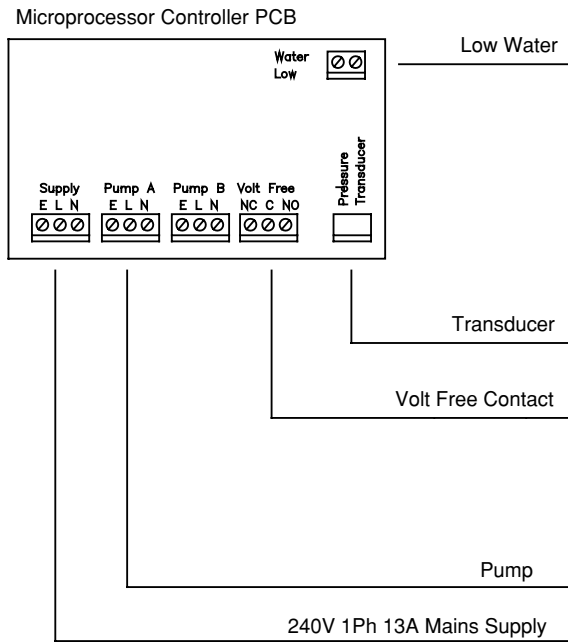 Microprocessor Controller PCB
Low Water
Water
Low
Pressure
Transducer
Supply Pump A Pump B Volt Free
E L N E L N E L N NC C NO
Transducer
Volt Free Contact
Pump
240V 1Ph 13A Mains Supply